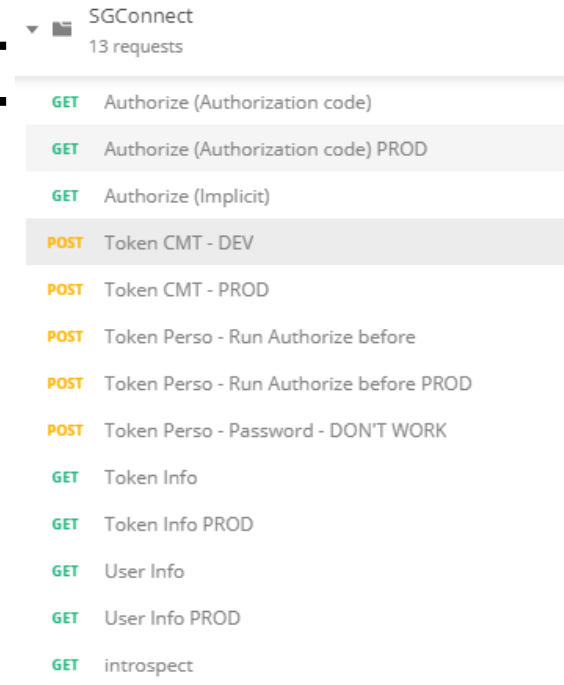 SGConnect
13 requests
GET Authorize (Authorization code)
GET Authorize (Authorization code) PROD
GET Authorize (Implicit)
POST Token CMT - DEV
POST Token CMT - PROD
POST Token Perso - Run Authorize before
POST Token Perso - Run Authorize before PROD
POST Token Perso - Password - DON'T WORK
GET Token Info
GET Token Info PROD
GET User Info
GET User Info PROD
GET introspect